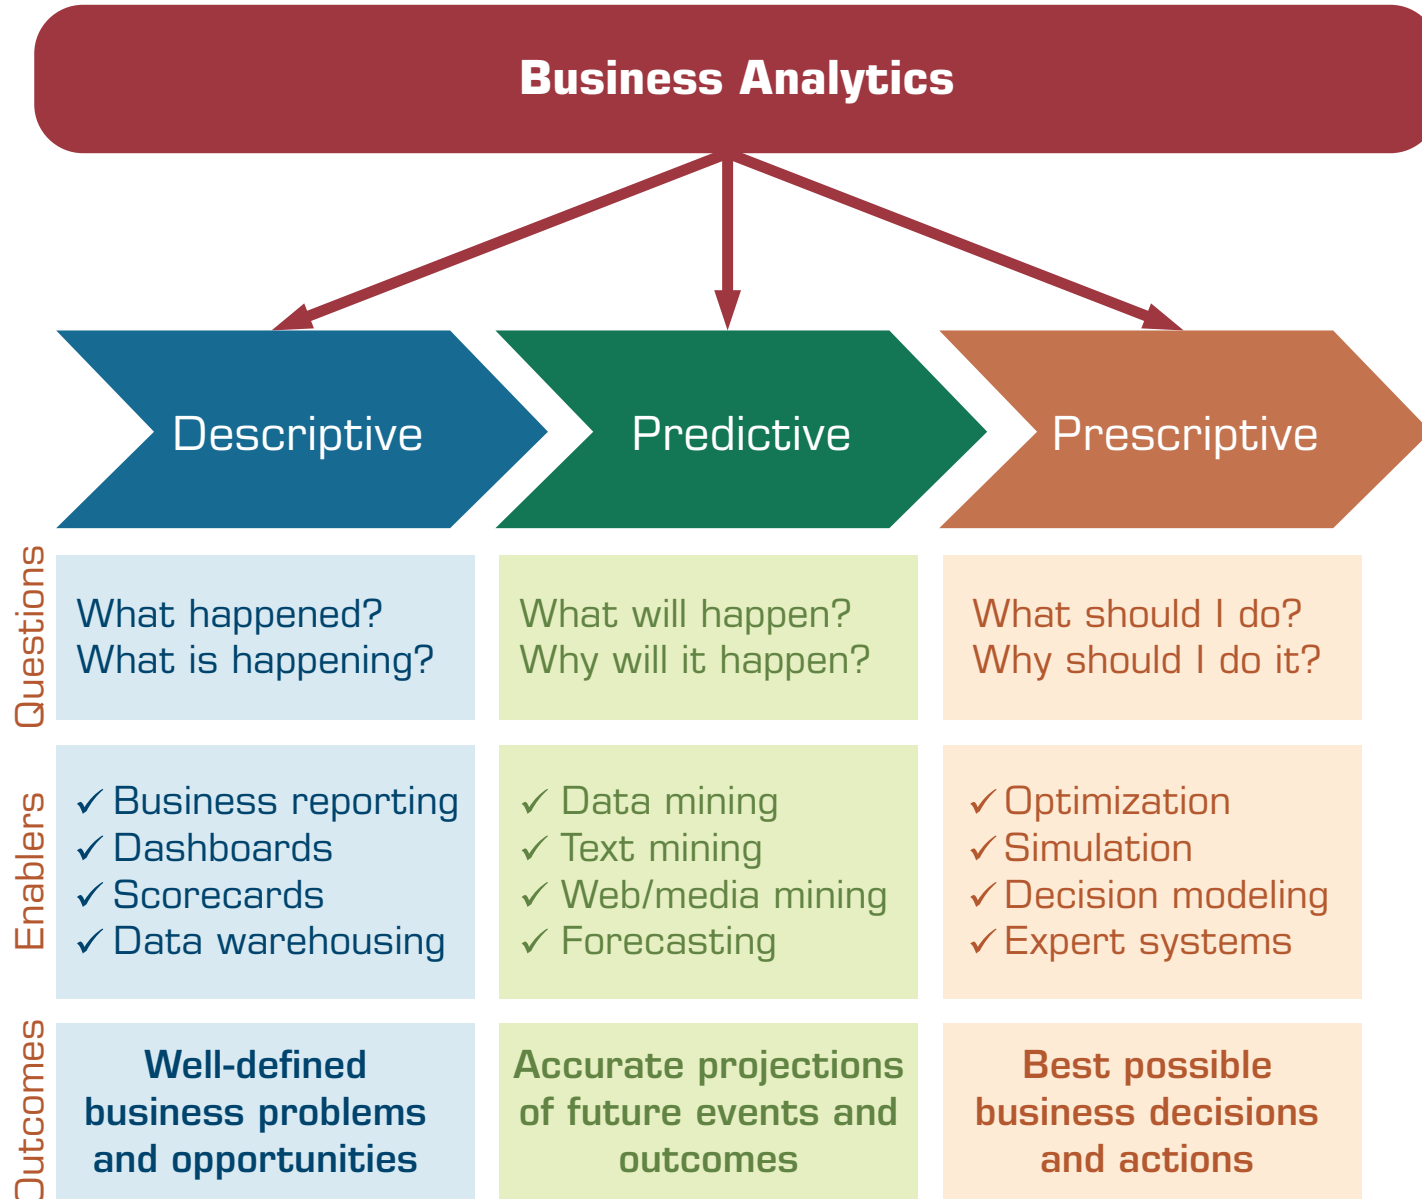 Business Analytics
Descriptive
Predictive
Prescriptive
Questions
What happened?
What is happening?
What will happen?
Why will it happen?
What should I do?
Why should I do it?
Enablers
✓ Business reporting
✓ Dashboards
✓ Scorecards
✓ Data warehousing
✓ Data mining
✓ Text mining
✓ Web/media mining
✓ Forecasting
✓ Optimization
✓ Simulation
✓ Decision modeling
✓ Expert systems
Outcomes
Well-defined
business problems
and opportunities
Accurate projections
of future events and
outcomes
Best possible
business decisions
and actions